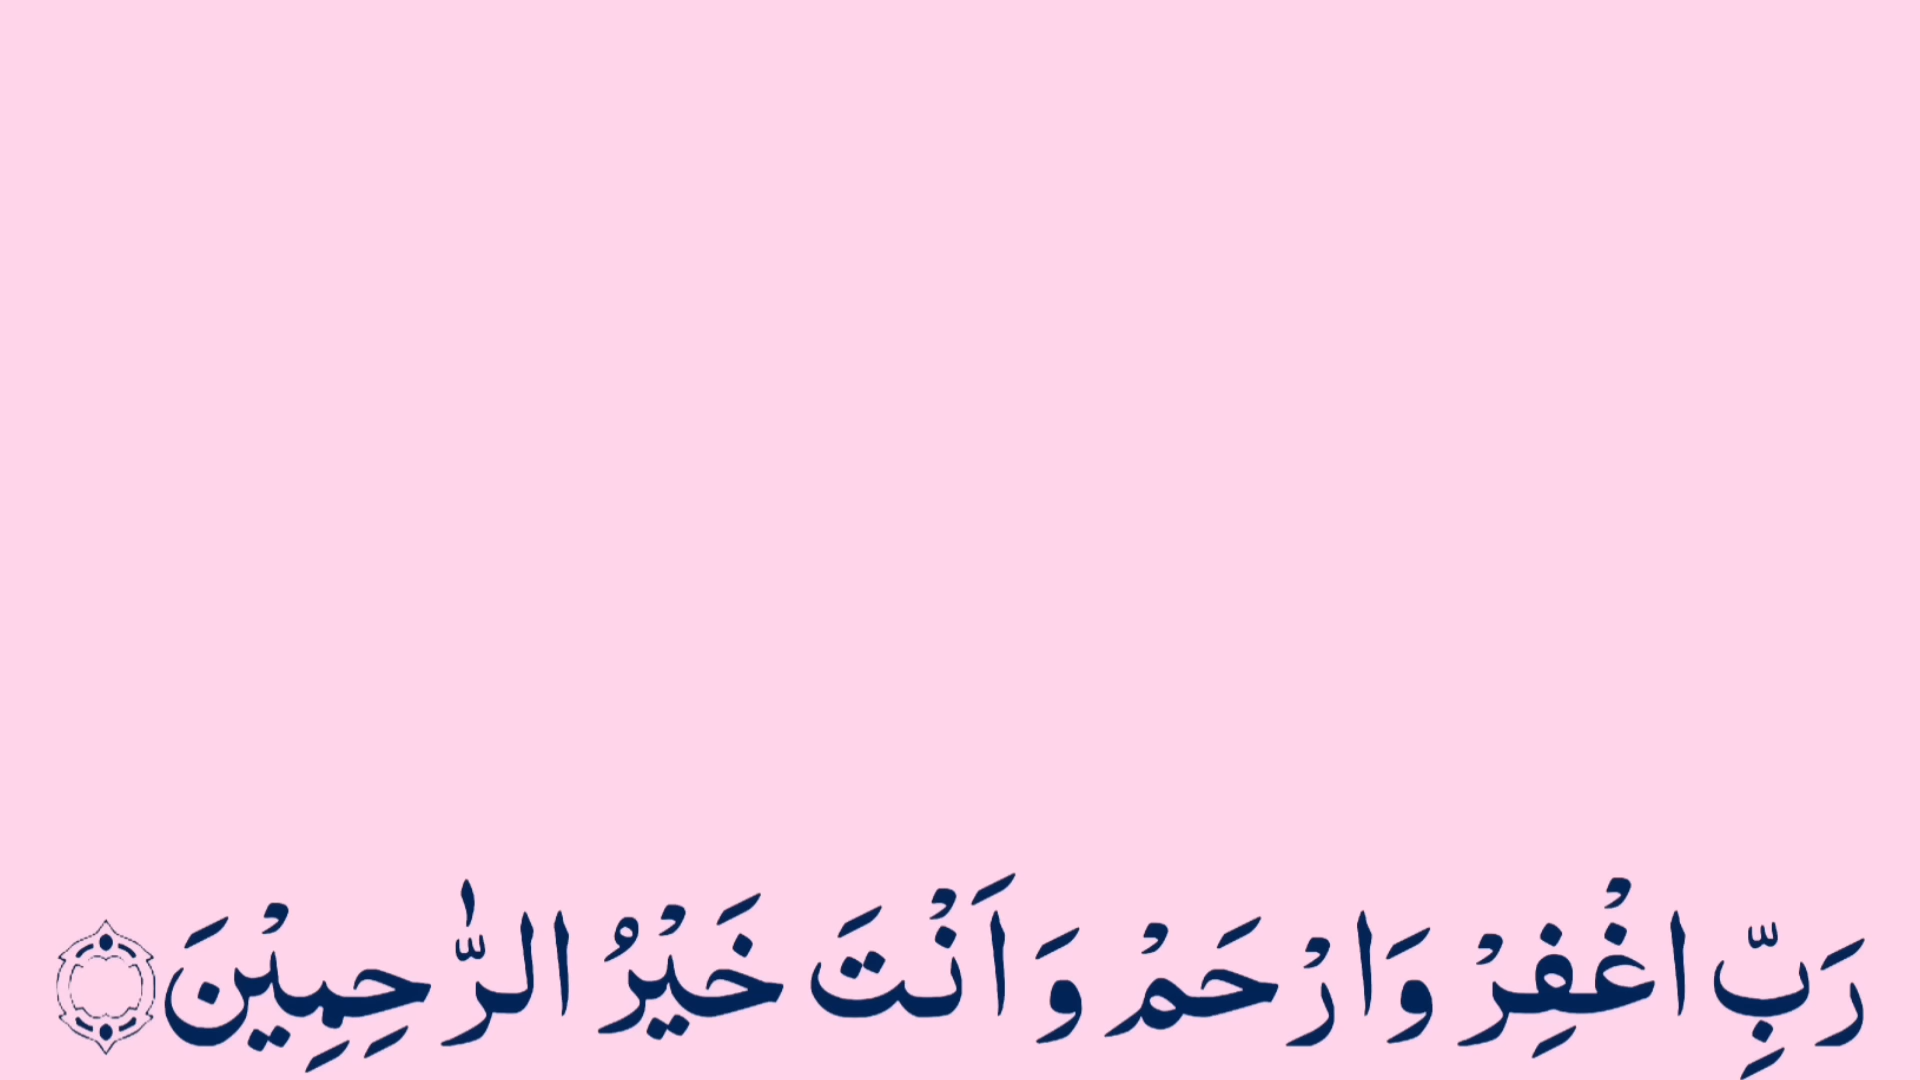 رَبِّ اغْفِرْ وَارْحَمْ وَاَنْتَ خَيْرُ الرّٰحِمِيْنَ ۝